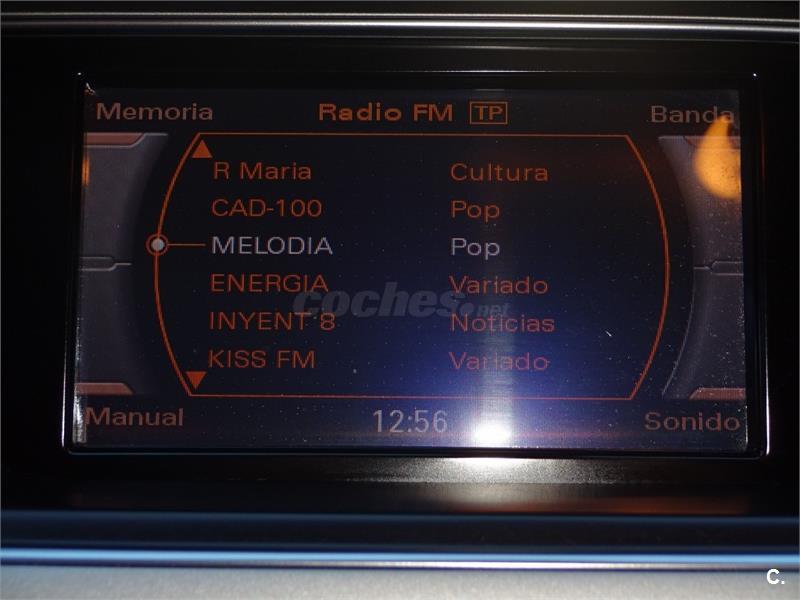 Memoria Radio FM TP Banda
R Maria Cultura
CAD-100 Pop
MELODIA Pop
ENERGIA Variado
coches.net
INYENT 8 Noticias
KISS FM Variado
Manual 12:56 Sonido
C.